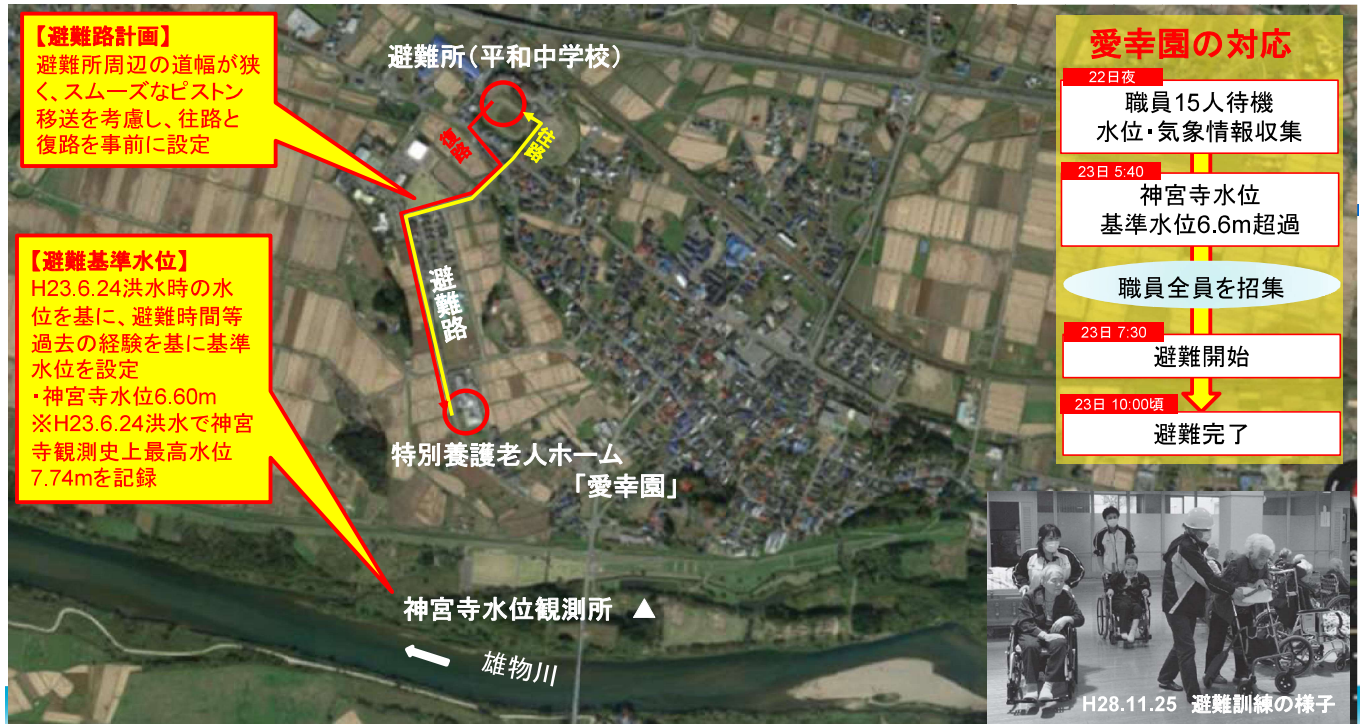 【避難路計画】
避難所周辺の道幅が狭
く、スムーズなピストン
移送を考慮し、往路と
復路を事前に設定
避難所(平和中学校)
復路
往路
避難路
【避難基準水位】
H23.6.24洪水時の水
位を基に、避難時間等
過去の経験を基に基準
水位を設定
・神宮寺水位6.60m
※H23.6.24洪水で神宮
寺観測史上最高水位
7.74mを記録
特別養護老人ホーム
「愛幸園」
神宮寺水位観測所 ▲
雄物川
愛幸園の対応
22日夜
職員15人待機
水位・気象情報収集
23日 5:40
神宮寺水位
基準水位6.6m超過
職員全員を招集
23日 7:30
避難開始
23日 10:00頃
避難完了
H28.11.25 避難訓練の様子